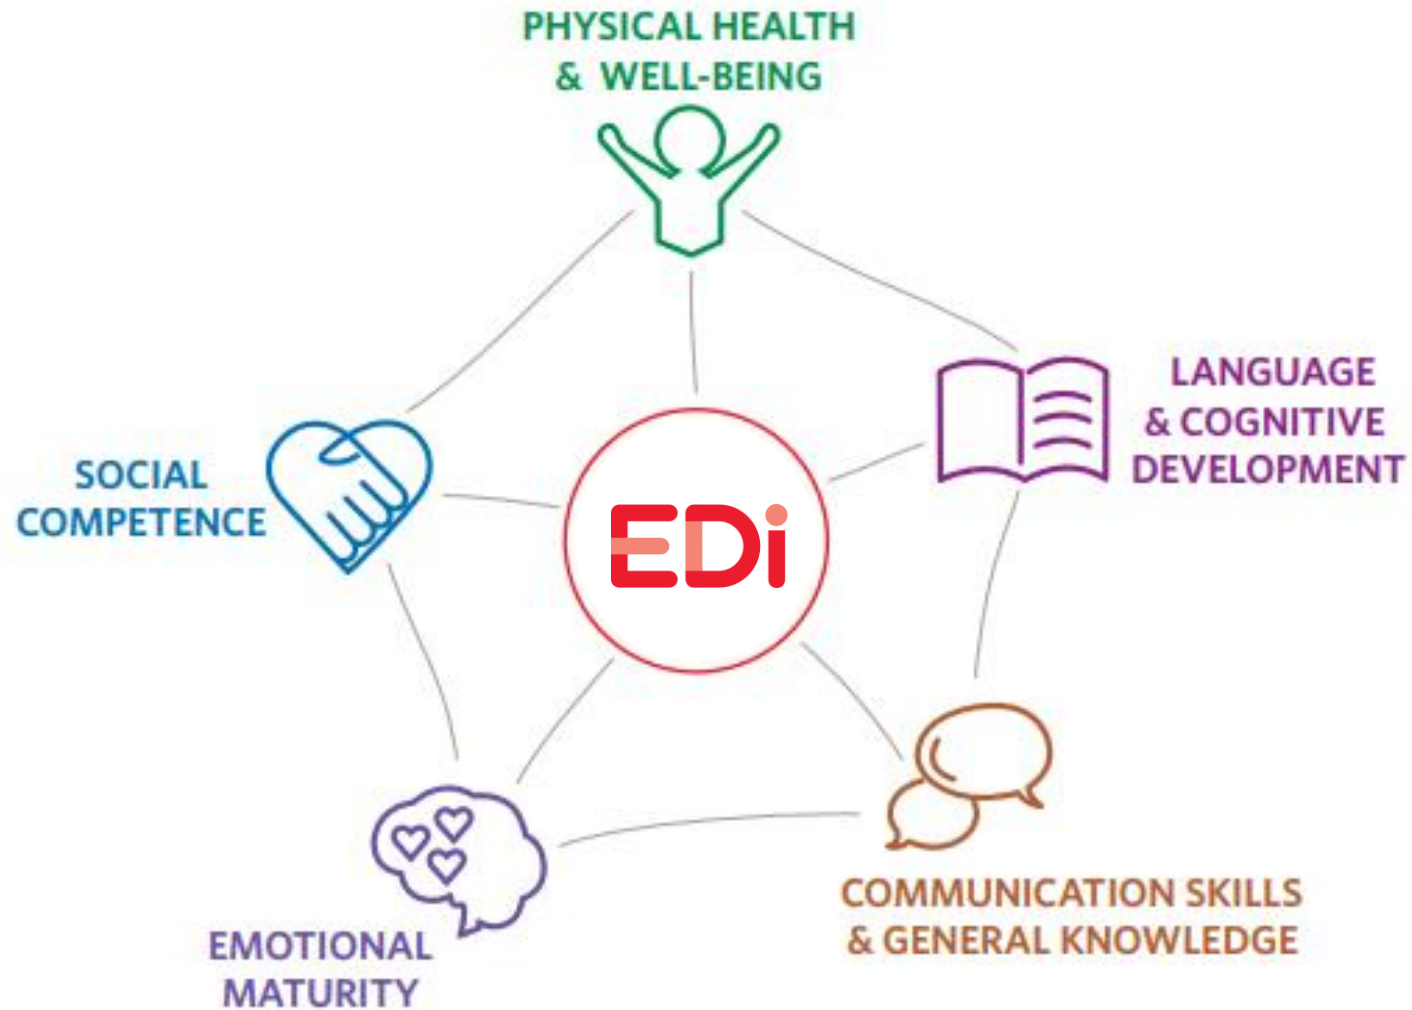 PHYSICAL HEALTH
& WELL-BEING
LANGUAGE
& COGNITIVE
DEVELOPMENT
SOCIAL
COMPETENCE
EDi
COMMUNICATION SKILLS
& GENERAL KNOWLEDGE
EMOTIONAL
MATURITY